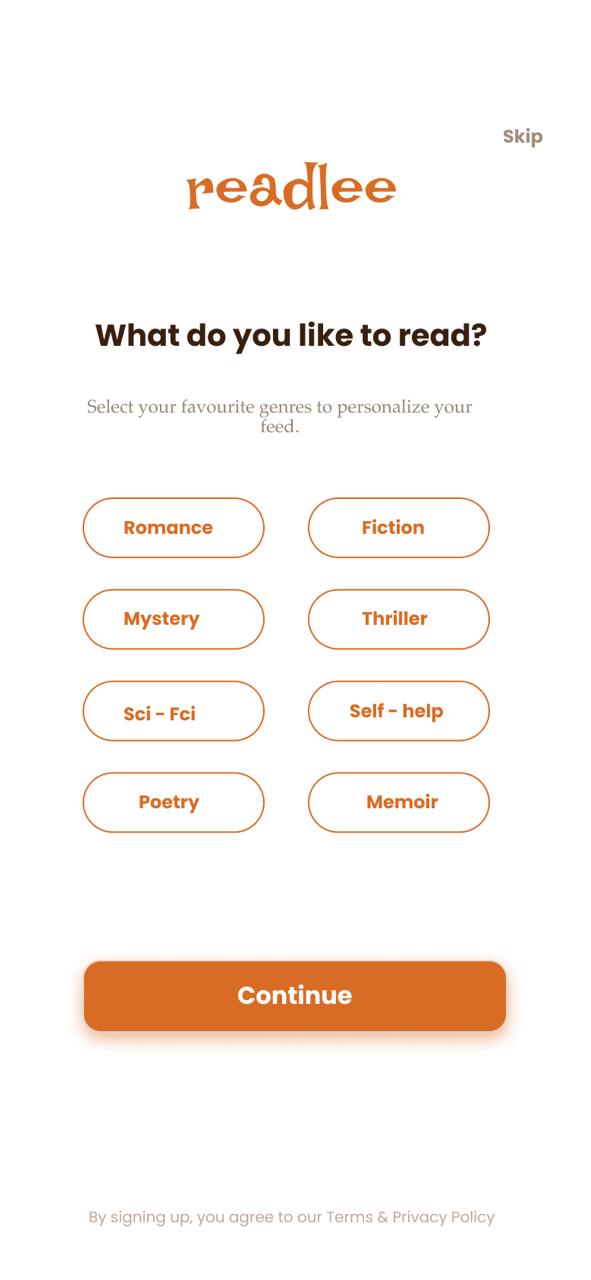 Skip
readlee
What do you like to read?
Select your favourite genres to personalize your
feed.
Romance
Fiction
Mystery
Thriller
Sci - Fci
Self - help
Poetry
Memoir
Continue
By signing up, you agree to our Terms & Privacy Policy